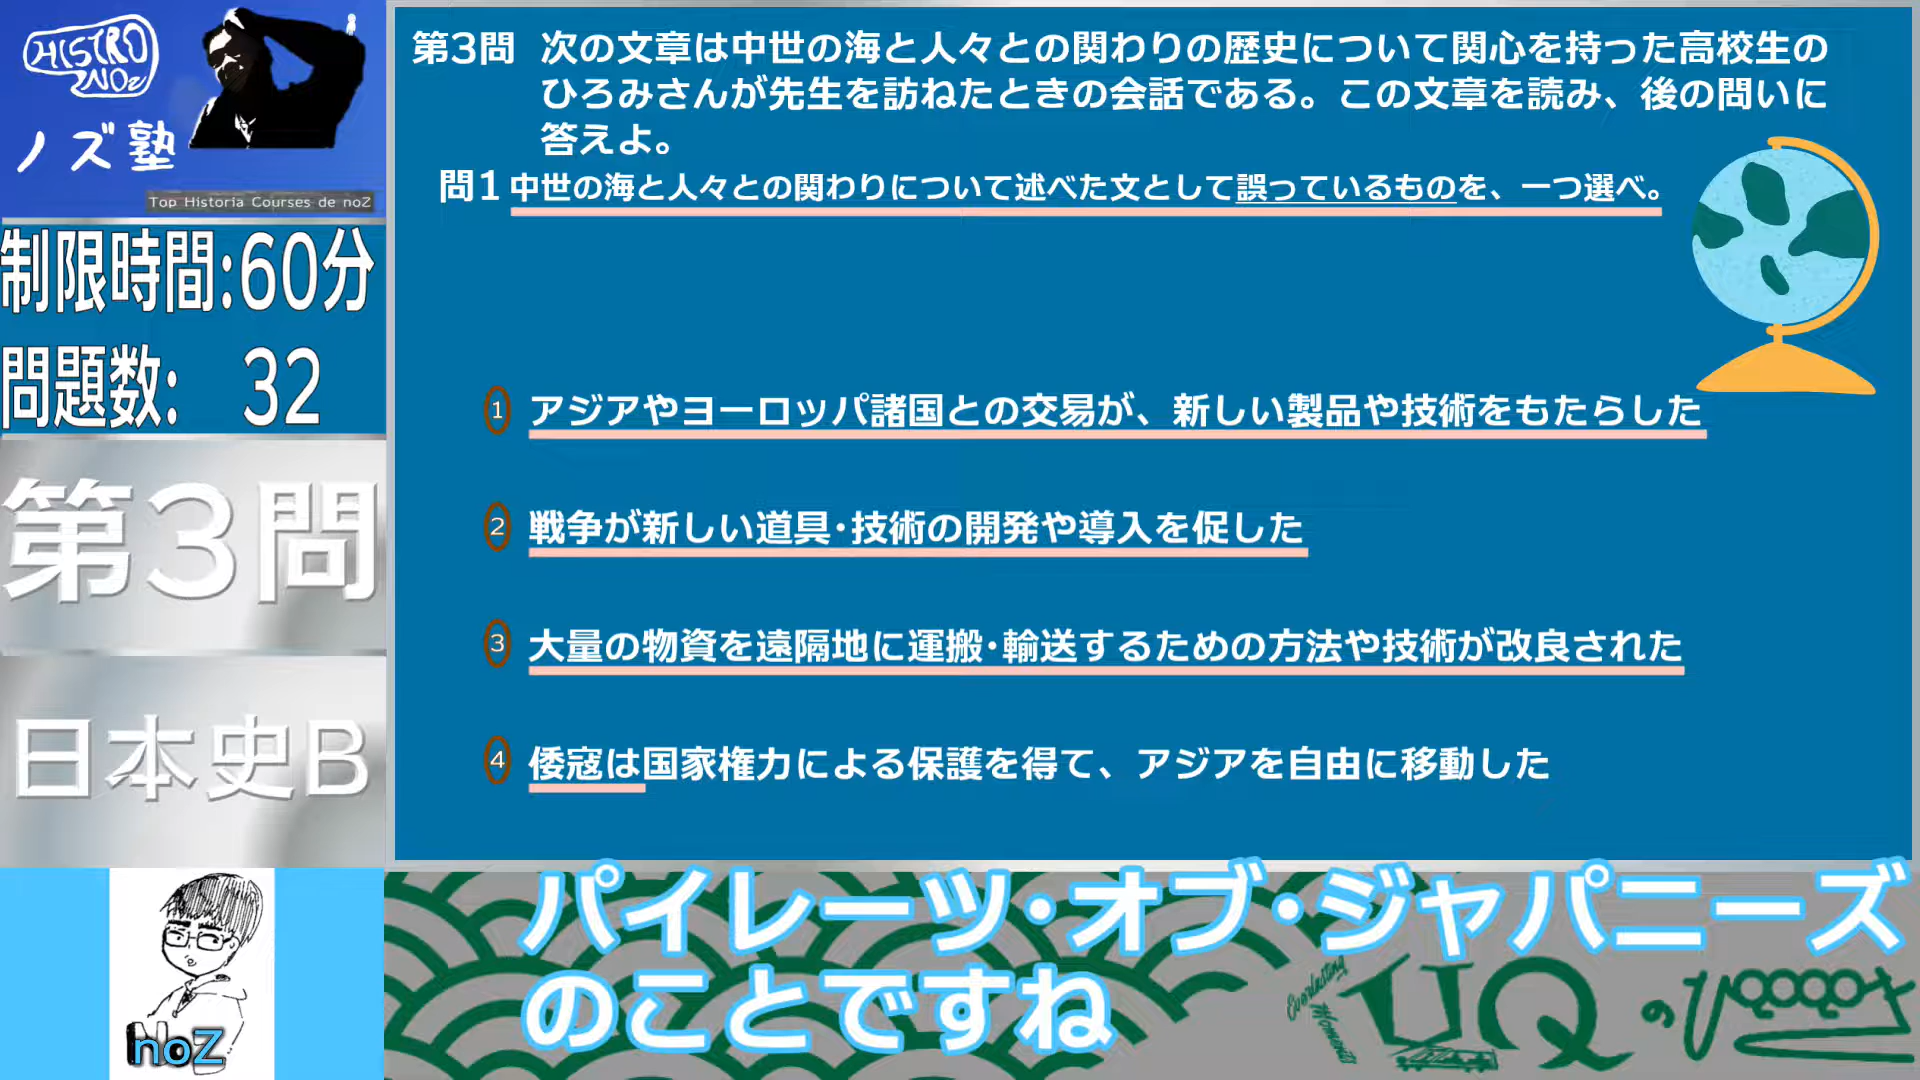 HISTRO
NOz
ノズ塾
Top Historia Courses de noZ
制限時間:60分
問題数: 32
第3問
日本史B
noZ
第3問 次の文章は中世の海と人々との関わりの歴史について関心を持った高校生の
ひろみさんが先生を訪ねたときの会話である。この文章を読み、後の問いに
答えよ。
問1 中世の海と人々との関わりについて述べた文として誤っているものを、一つ選べ。
① アジアやヨーロッパ諸国との交易が、新しい製品や技術をもたらした
② 戦争が新しい道具・技術の開発や導入を促した
③ 大量の物資を遠隔地に運搬・輸送するための方法や技術が改良された
④ 倭寇は国家権力による保護を得て、アジアを自由に移動した
パイレーツ・オブ・ジャパニーズ
のことですね
Everlasting
UQ
の